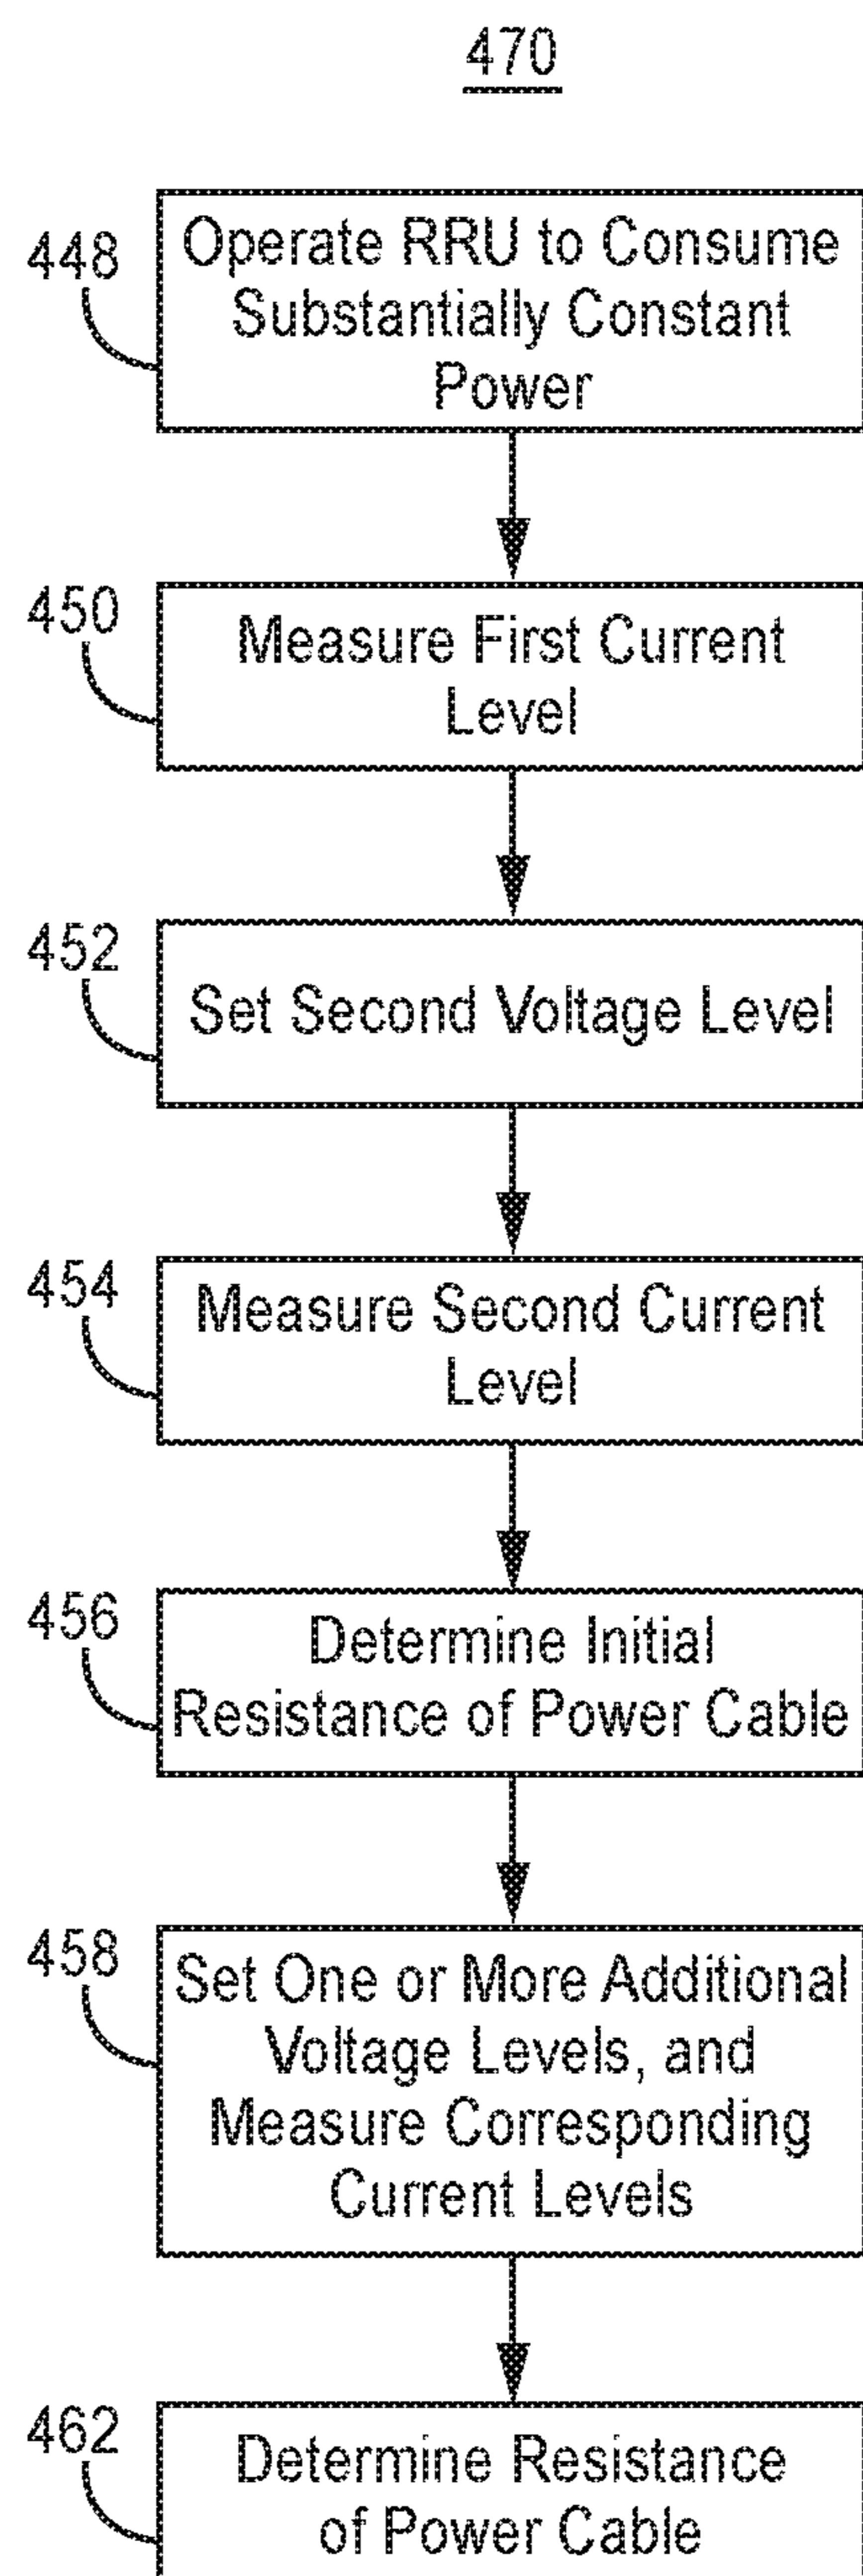 470
448
Operate RRU to Consume
Substantially Constant
Power
450
Measure First Current
Level
452
Set Second Voltage Level
454
Measure Second Current
Level
456
Determine Initial
Resistance of Power Cable
458
Set One or More Additional
Voltage Levels, and
Measure Corresponding
Current Levels
462
Determine Resistance
of Power Cable